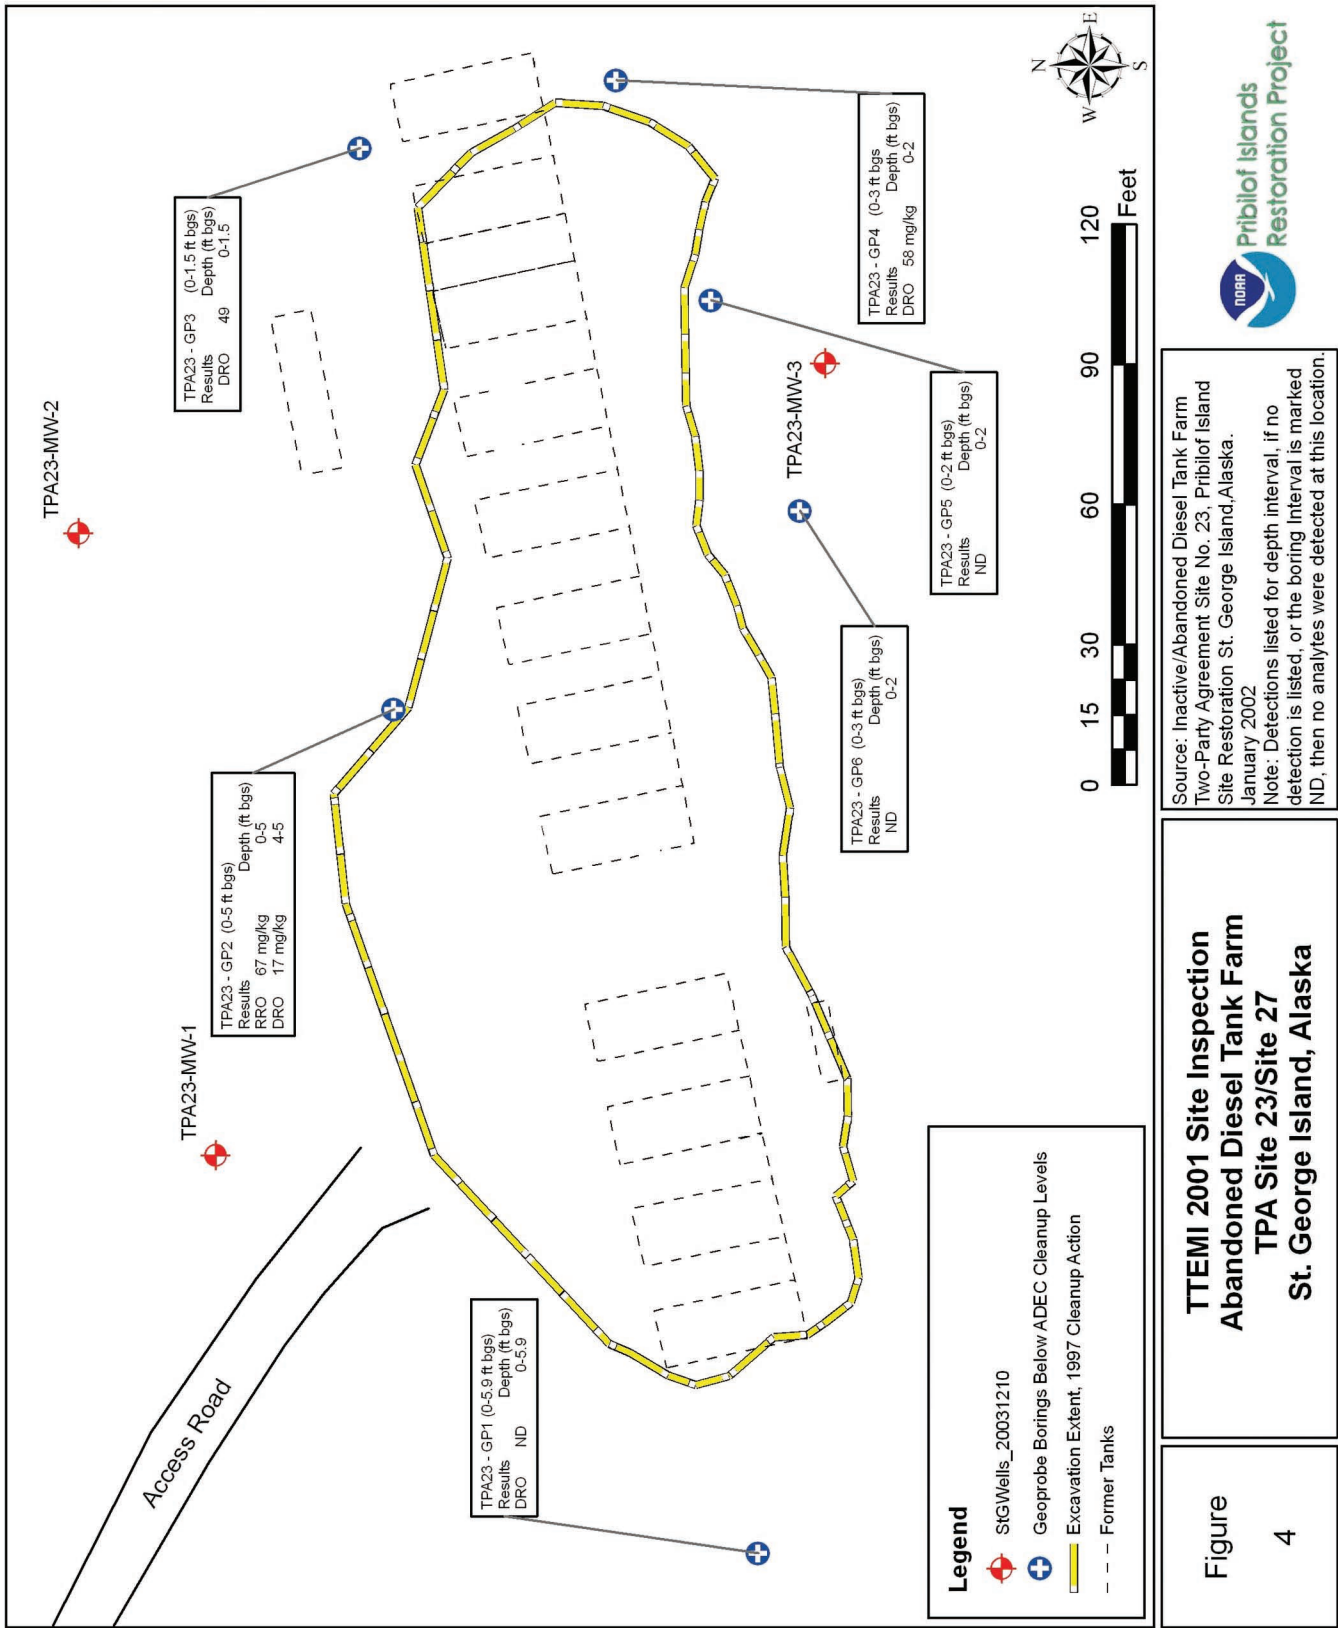 TPA23-MW-1
TPA23-MW-2
TPA23-MW-3
Access Road
TPA23 - GP1 (0-5.9 ft bgs)
Results Depth (ft bgs)
DRO ND 0-5.9
TPA23 - GP2 (0-5 ft bgs)
Results Depth (ft bgs)
RRO 67 mg/kg 0-5
DRO 17 mg/kg 4-5
TPA23 - GP3 (0-1.5 ft bgs)
Results Depth (ft bgs)
DRO 49 0-1.5
TPA23 - GP4 (0-3 ft bgs
Results Depth (ft bgs)
DRO 58 mg/kg 0-2
TPA23 - GP5 (0-2 ft bgs)
Results Depth (ft bgs)
ND 0-2
TPA23 - GP6 (0-3 ft bgs)
Results Depth (ft bgs)
ND 0-2
N
W E
S
0 15 30 60 90 120
Feet
Legend
StGWells_20031210
Geoprobe Borings Below ADEC Cleanup Levels
Excavation Extent, 1997 Cleanup Action
Former Tanks
Figure
4
TTEMI 2001 Site Inspection
Abandoned Diesel Tank Farm
TPA Site 23/Site 27
St. George Island, Alaska
Source: Inactive/Abandoned Diesel Tank Farm
Two-Party Agreement Site No. 23, Pribilof Island
Site Restoration St. George Island,Alaska.
January 2002
Note: Detections listed for depth interval, if no
detection is listed, or the boring Interval is marked
ND, then no analytes were detected at this location.
NOAA
Pribilof Islands
Restoration Project